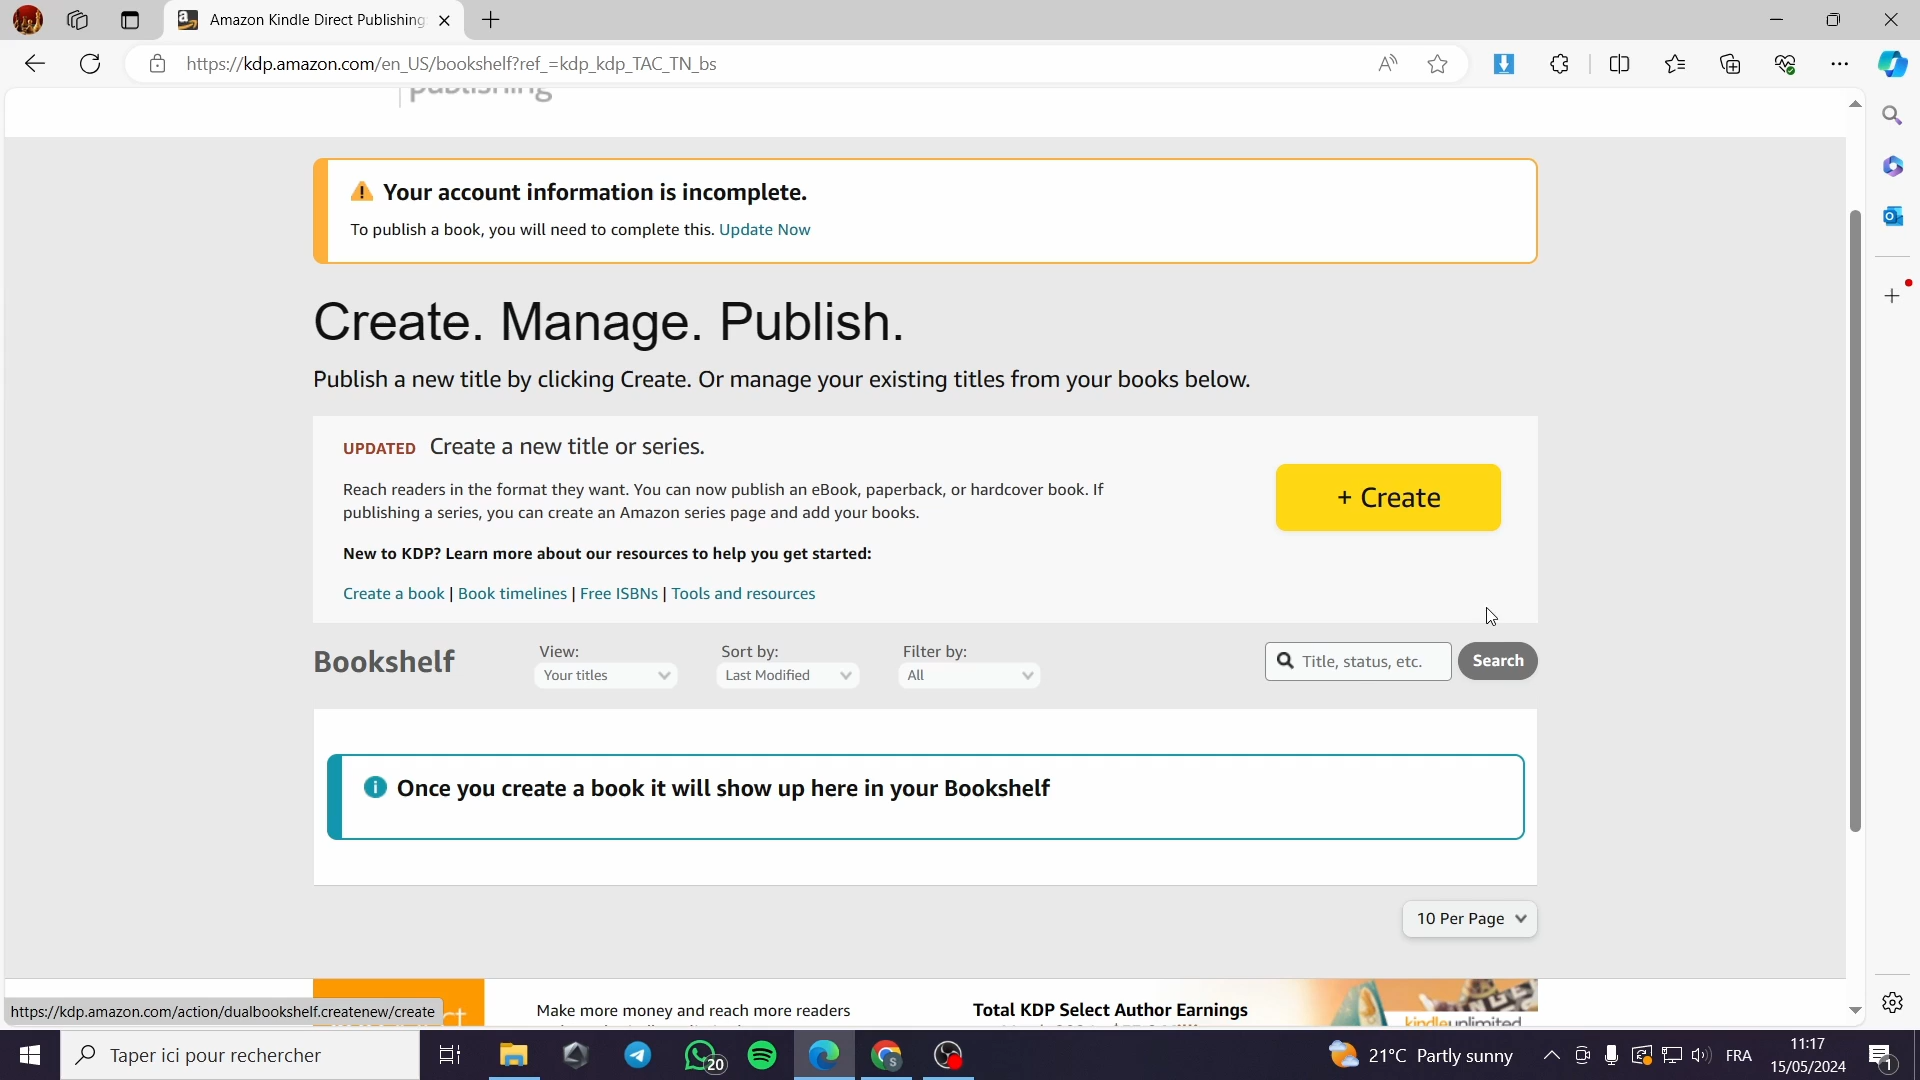 Amazon Kindle Direct Publishing
https://kdp.amazon.com/en_US/bookshelf?ref_=kdp_kdp_TAC_TN_bs
publishing
Your account information is incomplete.
To publish a book, you will need to complete this. Update Now
Create. Manage. Publish.
Publish a new title by clicking Create. Or manage your existing titles from your books below.
UPDATED Create a new title or series.
Reach readers in the format they want. You can now publish an eBook, paperback, or hardcover book. If
publishing a series, you can create an Amazon series page and add your books.
+ Create
New to KDP? Learn more about our resources to help you get started:
Create a book | Book timelines | Free ISBNs | Tools and resources
Bookshelf
View:
Your titles
Sort by:
Last Modified
Filter by:
All
Title, status, etc.
Search
Once you create a book it will show up here in your Bookshelf
10 Per Page
Make more money and reach more readers
Total KDP Select Author Earnings
kindleunlimited
https://kdp.amazon.com/action/dualbookshelf.createnew/create
Taper ici pour rechercher
20
21°C Partly sunny
FRA
11:17
15/05/2024
1